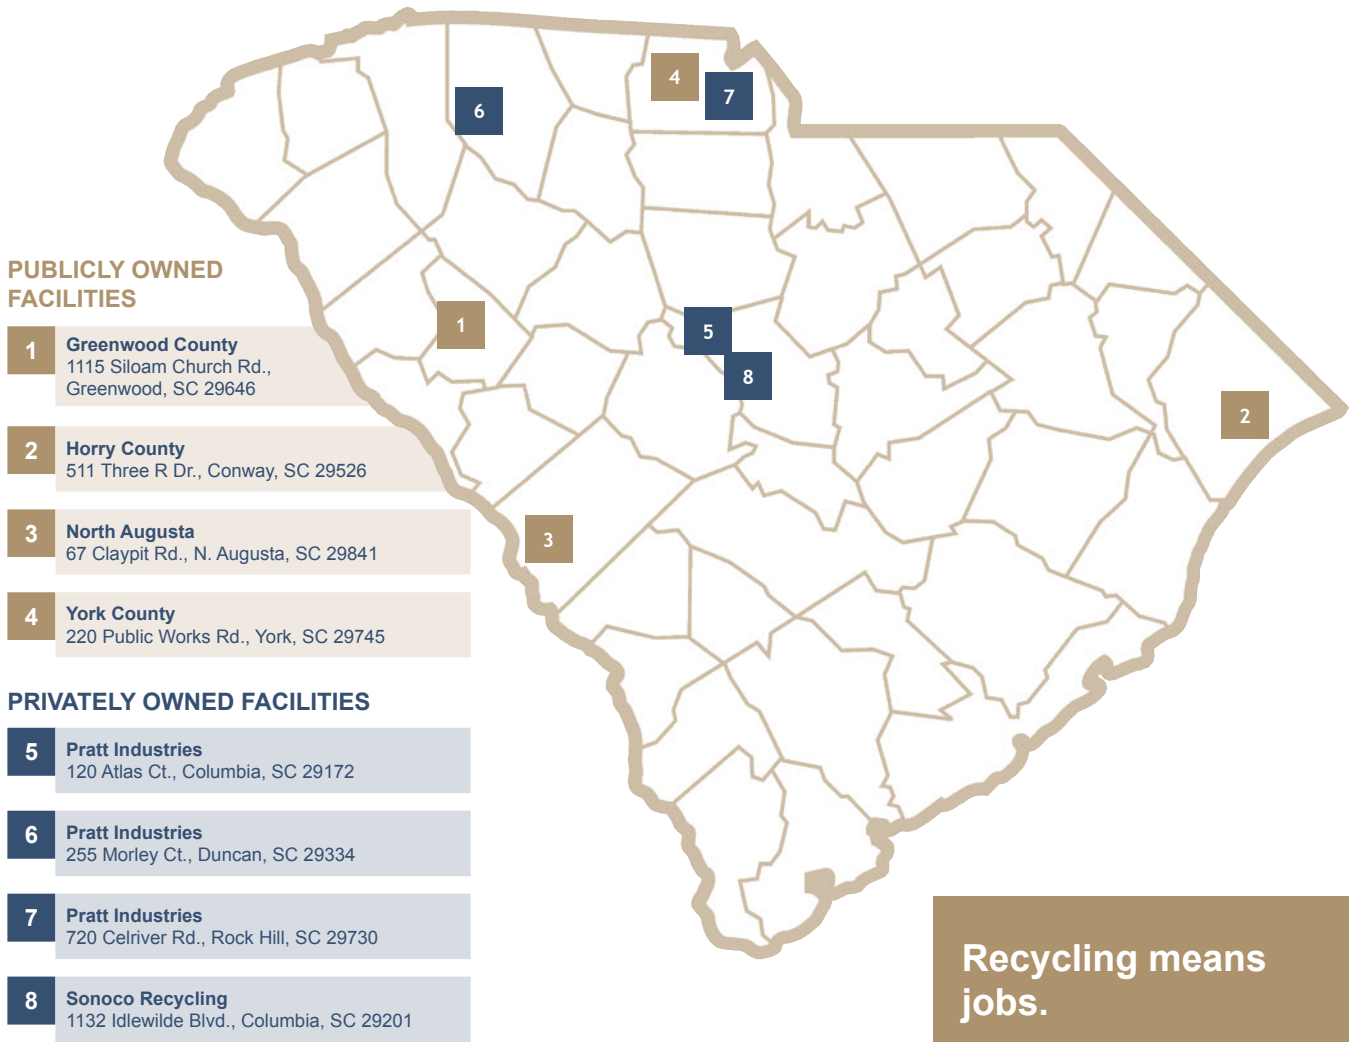 4
7
6
PUBLICLY OWNED
FACILITIES
1 Greenwood County
1115 Siloam Church Rd.,
Greenwood, SC 29646
1
5
8
2
2 Horry County
511 Three R Dr., Conway, SC 29526
3 North Augusta
67 Claypit Rd., N. Augusta, SC 29841
3
4 York County
220 Public Works Rd., York, SC 29745
PRIVATELY OWNED FACILITIES
5 Pratt Industries
120 Atlas Ct., Columbia, SC 29172
6 Pratt Industries
255 Morley Ct., Duncan, SC 29334
7 Pratt Industries
720 Celriver Rd., Rock Hill, SC 29730
8 Sonoco Recycling
1132 Idlewilde Blvd., Columbia, SC 29201
Recycling means
jobs.